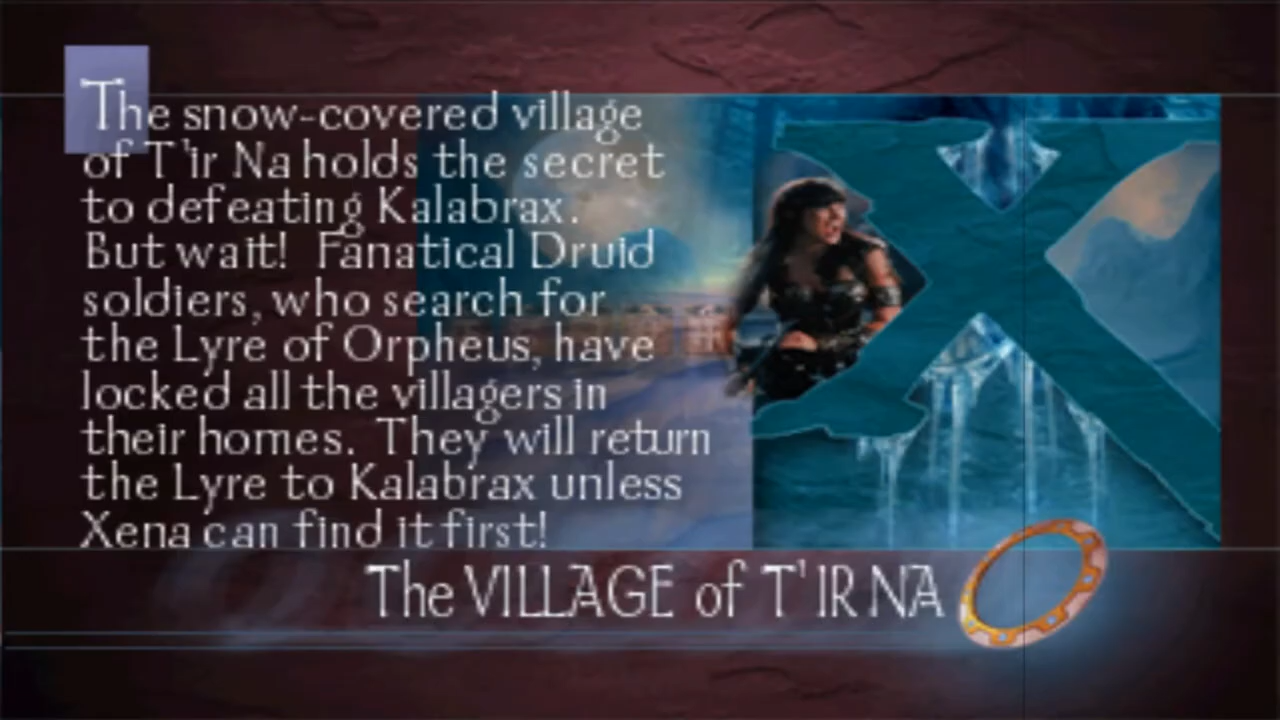 The snow-covered village
of T'ir Na holds the secret
to defeating Kalabrax.
But wait! Fanatical Druid
soldiers, who search for
the Lyre of Orpheus, have
locked all the villagers in
their homes. They will return
the Lyre to Kalabrax unless
Xena can find it first!
The VILLAGE of T'IR NA